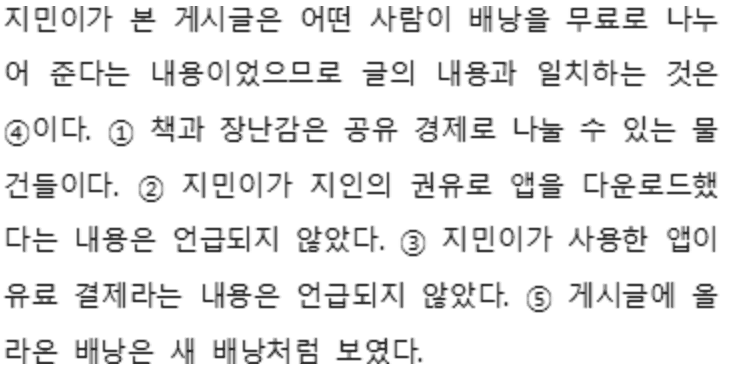 지민이가 본 게시글은 어떤 사람이 배낭을 무료로 나누
어 준다는 내용이었으므로 글의 내용과 일치하는 것은
④이다. ① 책과 장난감은 공유 경제로 나눌 수 있는 물
건들이다. ② 지민이가 지인의 권유로 앱을 다운로드했
다는 내용은 언급되지 않았다. ③ 지민이가 사용한 앱이
유료 결제라는 내용은 언급되지 않았다. ⑤ 게시글에 올
라온 배낭은 새 배낭처럼 보였다.